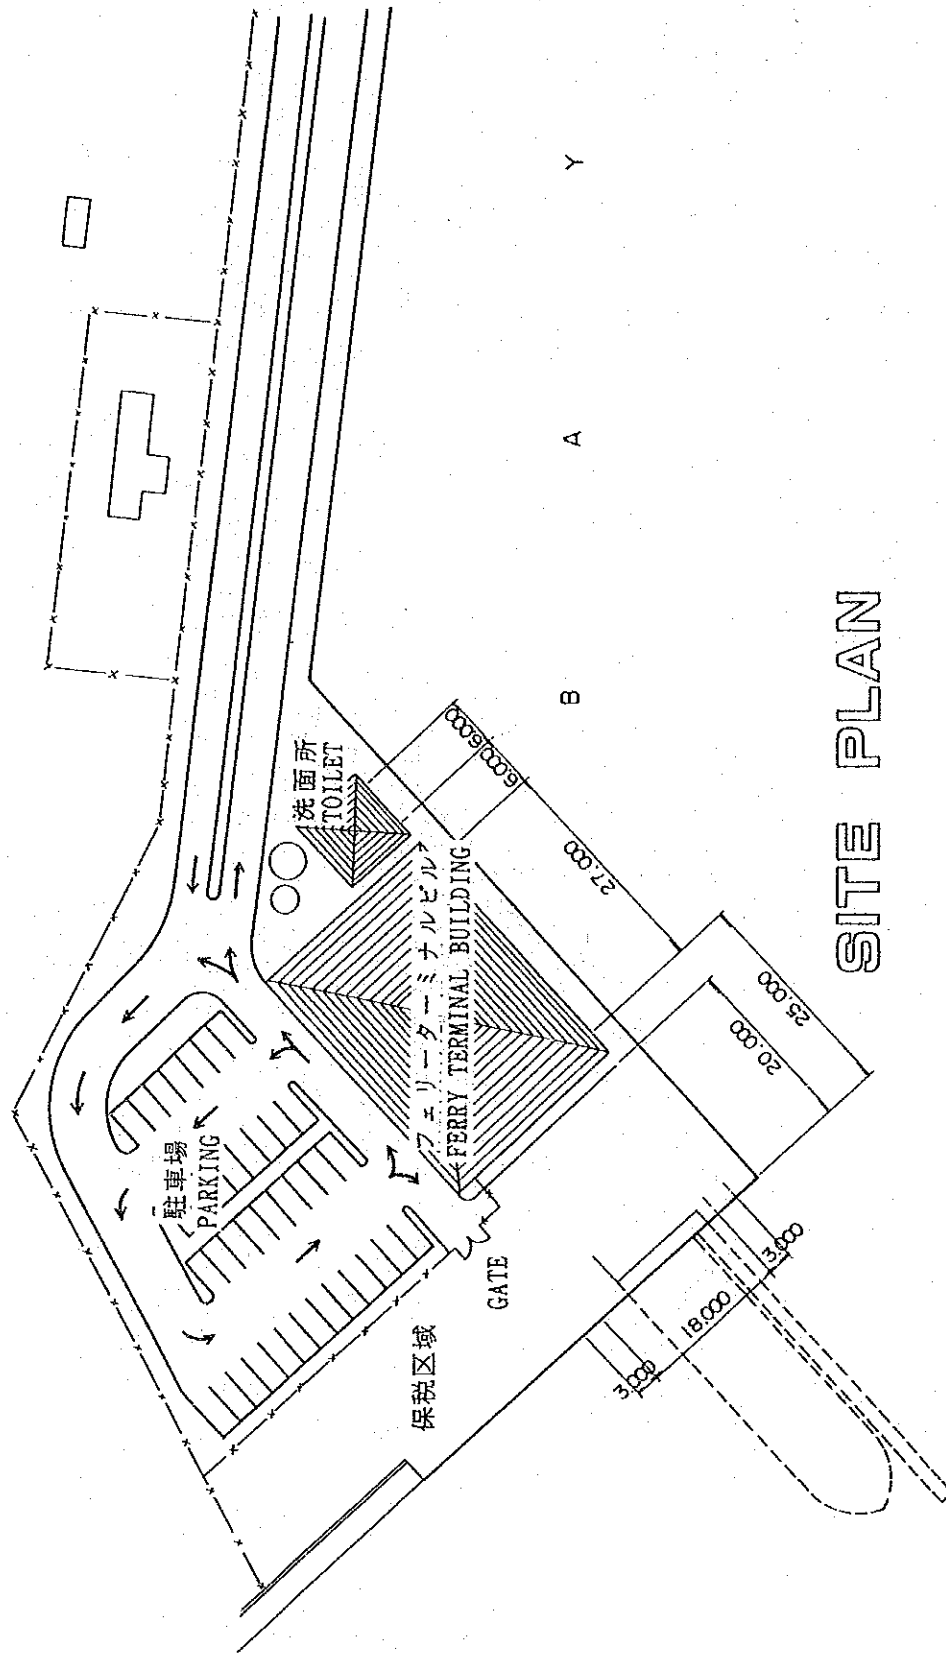 洗面所
TOILET
フェリーターミナルビル
FERRY TERMINAL BUILDING
駐車場
PARKING
GATE
保税区域
B A Y
6.000
6.000
27.000
25.000
20.000
3.000
18.000
3.000
SITE PLAN